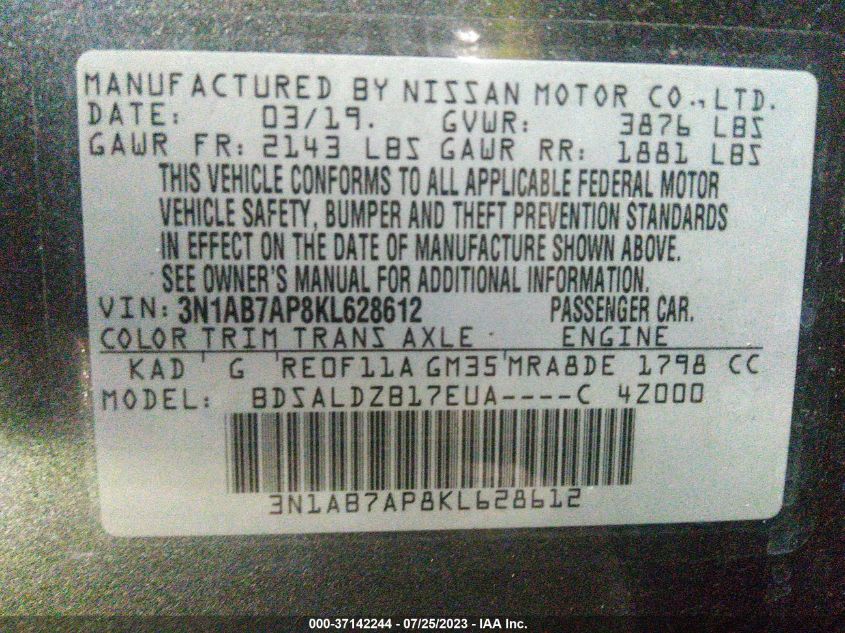 MANUFACTURED BY NISSAN MOTOR CO.,LTD.
DATE: 03/19. GVWR: 3876 LBS
GAWR FR: 2143 LBS GAWR RR: 1881 LBS
THIS VEHICLE CONFORMS TO ALL APPLICABLE FEDERAL MOTOR
VEHICLE SAFETY, BUMPER AND THEFT PREVENTION STANDARDS
IN EFFECT ON THE DATE OF MANUFACTURE SHOWN ABOVE.
SEE OWNER'S MANUAL FOR ADDITIONAL INFORMATION.
VIN: 3N1AB7AP8KL628612 PASSENGER CAR.
COLOR TRIM TRANS AXLE ENGINE
KAD G RE0F11A GM35 MRA8DE 1798 CC
MODEL: BDSALDZB17EUA----C 4Z000
3N1AB7AP8KL628612
000-37142244 - 07/25/2023 - IAA Inc.